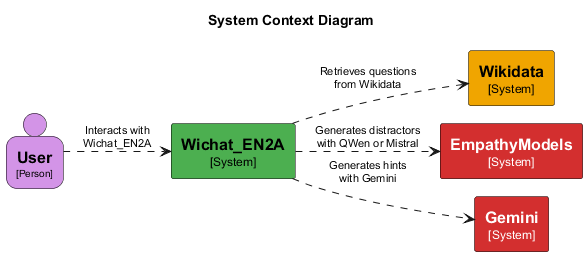 System Context Diagram
User
[Person]
Interacts with
Wichat_EN2A
Wichat_EN2A
[System]
Retrieves questions
from Wikidata
Generates distractors
with QWen or Mistral
Generates hints
with Gemini
Wikidata
[System]
EmpathyModels
[System]
Gemini
[System]